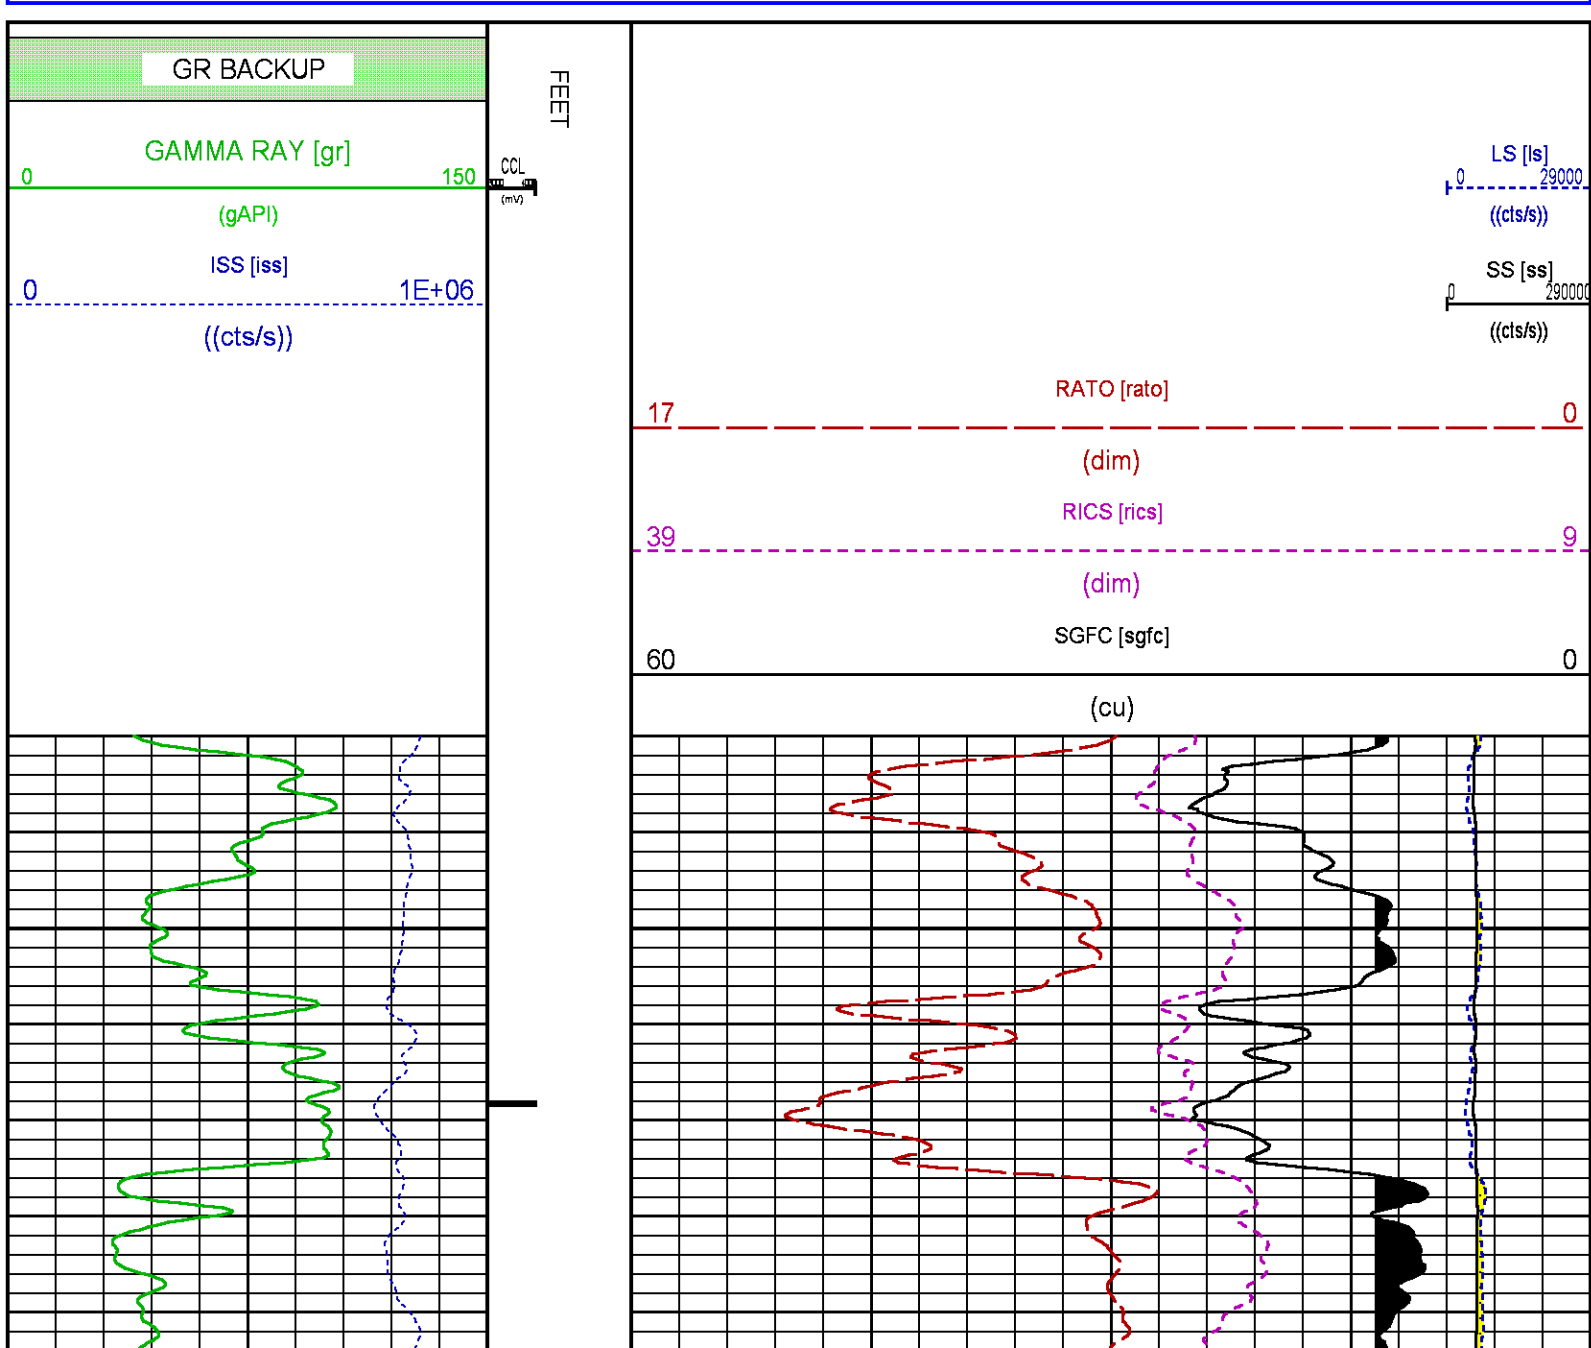 GR BACKUP
GAMMA RAY [gr]
0 150
(gAPI)
ISS [iss]
0 1E+06
((cts/s))
FEET
CCL
(mV)
LS [ls]
0 29000
((cts/s))
SS [ss]
0 290000
((cts/s))
RATO [rato]
17 0
(dim)
RICS [rics]
39 9
(dim)
SGFC [sgfc]
60 0
(cu)